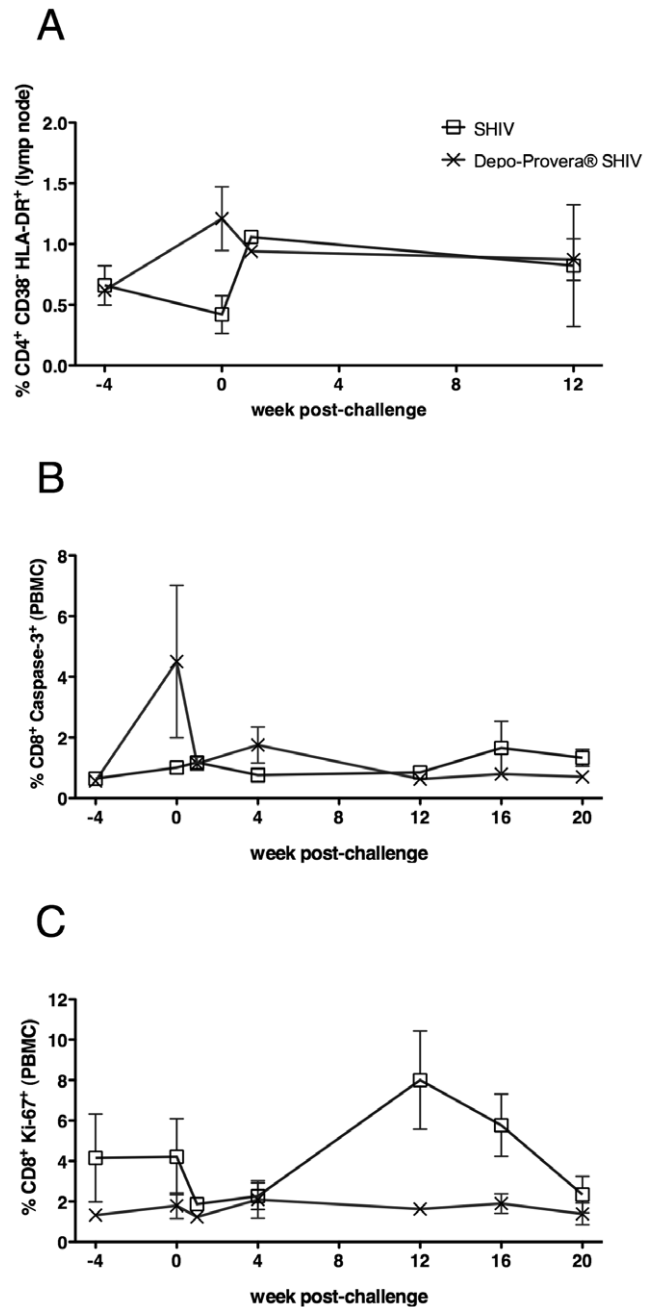 A
% CD4⁺ CD38⁻ HLA-DR⁺ (lymp node)
2.0
1.5
1.0
0.5
0.0
SHIV
Depo-Provera® SHIV
-4 0 4 8 12
week post-challenge
B
% CD8⁺ Caspase-3⁺ (PBMC)
8
6
4
2
0
-4 0 4 8 12 16 20
week post-challenge
C
% CD8⁺ Ki-67⁺ (PBMC)
12
10
8
6
4
2
0
-4 0 4 8 12 16 20
week post-challenge